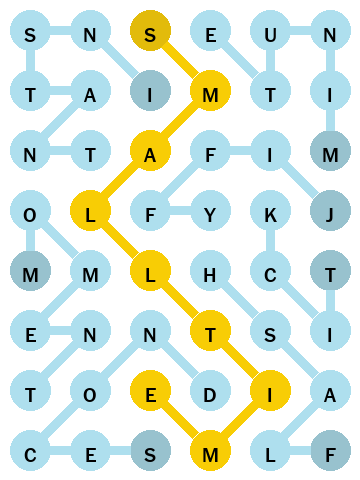 S N S E U N
T A I M T I
N T A F I M
O L F Y K J
M M L H C T
E N N T S I
T O E D I A
C E S M L F